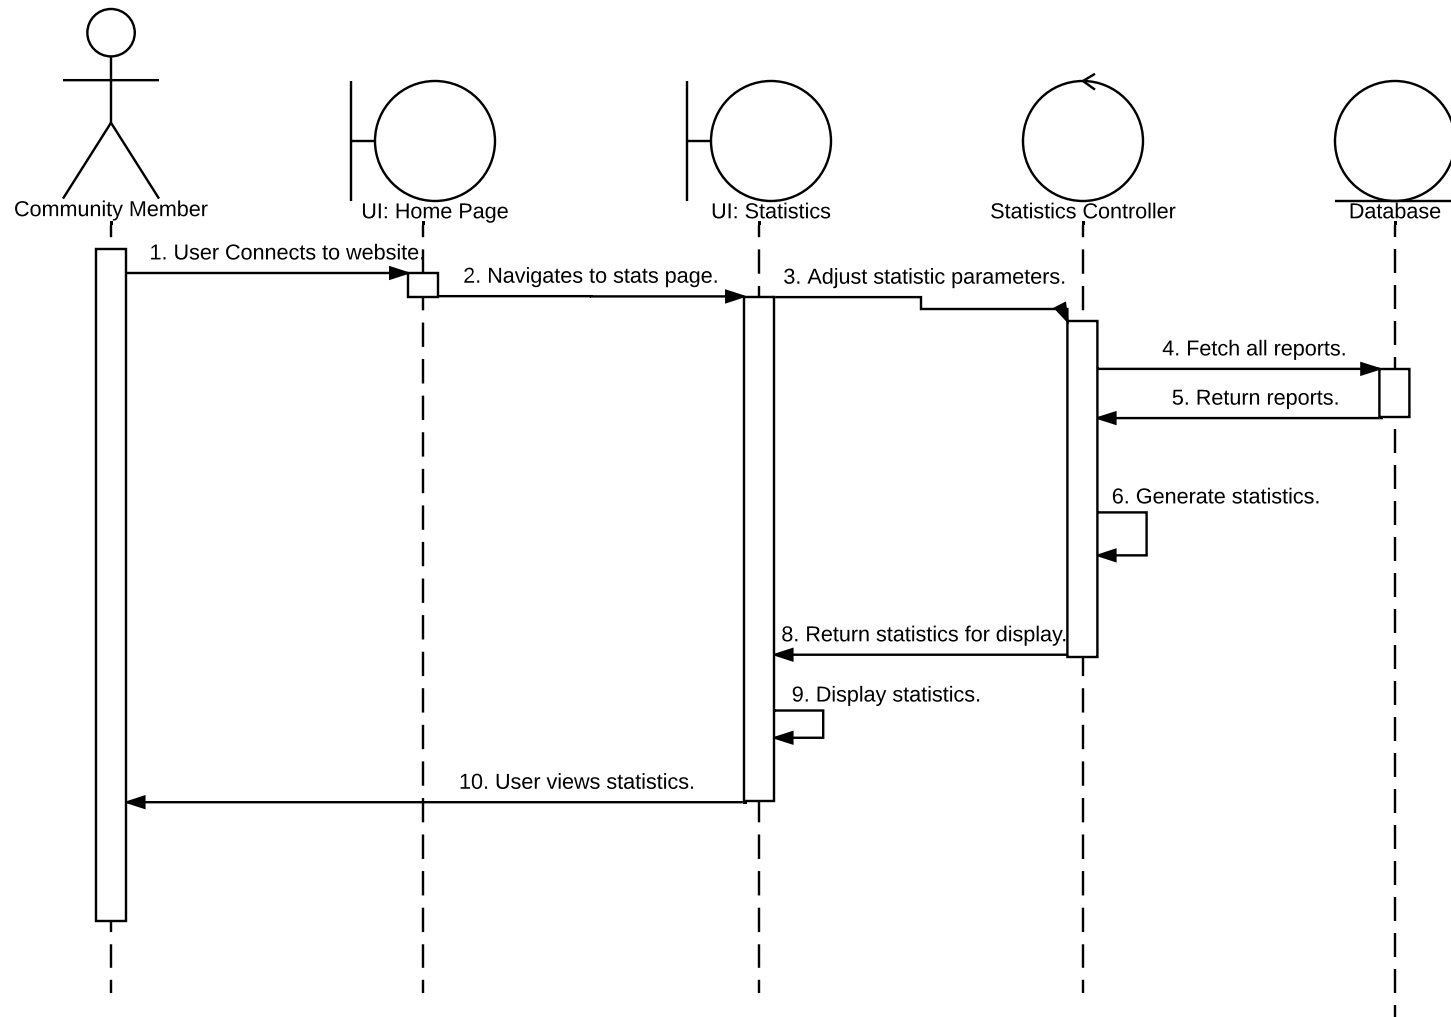 Community Member
UI: Home Page
UI: Statistics
Statistics Controller
Database
1. User Connects to website.
2. Navigates to stats page.
3. Adjust statistic parameters.
4. Fetch all reports.
5. Return reports.
6. Generate statistics.
8. Return statistics for display.
9. Display statistics.
10. User views statistics.